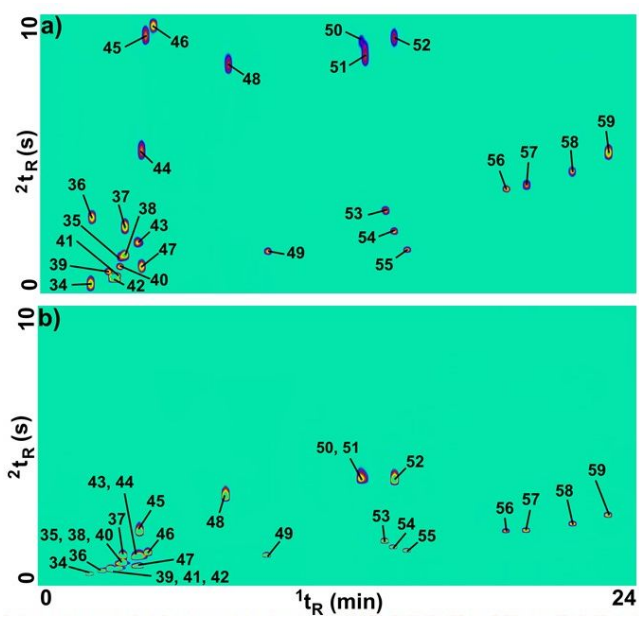 10 a)
45 46 50 52
48 51
44
59
58
56 57
36 37 38
35 43
53
41 54
39 47 49
40 55
34 42
0
²tR (s)
10 b)
50, 51 52
43, 44
45 48
37 59
35, 38, 40 46 58
49 53 54 56 57
36 47 55
34 39, 41, 42
0
²tR (s)
0 ¹tR (min) 24